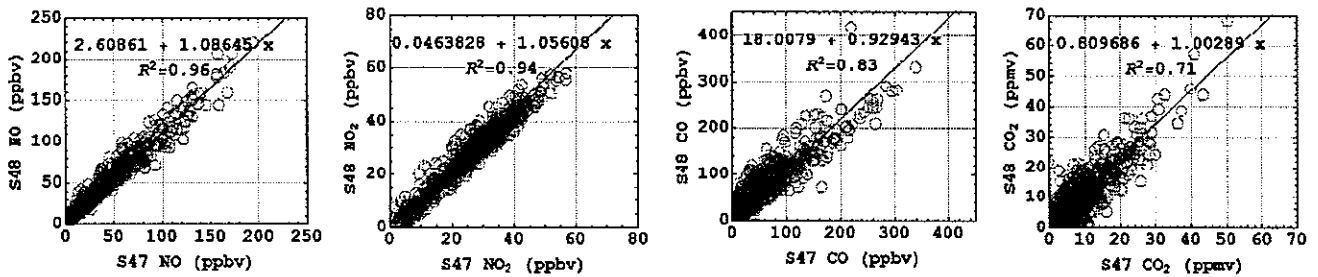 250
200
150
100
50
0
2.60861 + 1.08645 x
R²=0.96
S48 NO (ppbv)
0 50 100 150 200 250
S47 NO (ppbv)
80
60
40
20
0
0.0463828 + 1.05608 x
R²=0.94
S48 NO₂ (ppbv)
0 20 40 60 80
S47 NO₂ (ppbv)
400
300
200
100
0
18.0079 + 0.92943 x
R²=0.83
S48 CO (ppbv)
0 100 200 300 400
S47 CO (ppbv)
70
60
50
40
30
20
10
0
0.809686 + 1.00289 x
R²=0.71
S48 CO₂ (ppmv)
0 10 20 30 40 50 60 70
S47 CO₂ (ppmv)